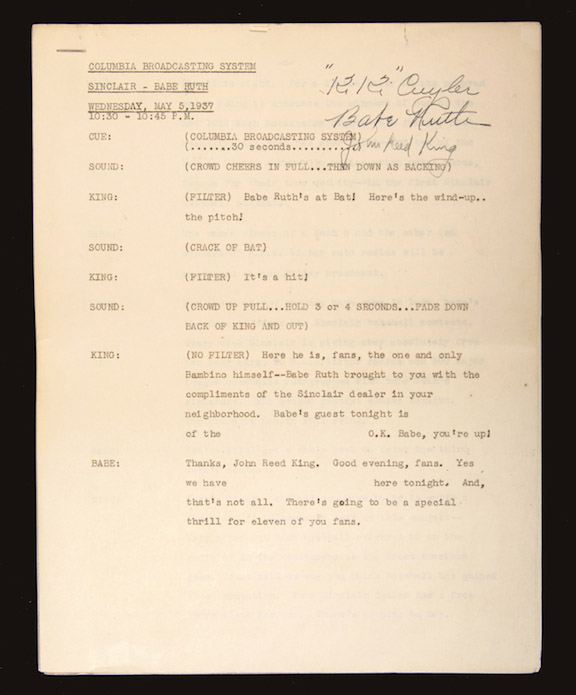 COLUMBIA BROADCASTING SYSTEM
SINCLAIR - BABE RUTH
WEDNESDAY, MAY 5,1937
10:30 - 10:45 P.M.
"Ki Ki" Cuyler
Babe Ruth
John Reed King
CUE: (COLUMBIA BROADCASTING SYSTEM)
(.......30 seconds..........)
SOUND: (CROWD CHEERS IN FULL...THEN DOWN AS BACKING)
KING: (FILTER) Babe Ruth's at Bat! Here's the wind-up..
the pitch!
SOUND: (CRACK OF BAT)
KING: (FILTER) It's a hit!
SOUND: (CROWD UP FULL...HOLD 3 or 4 SECONDS...FADE DOWN
BACK OF KING AND OUT)
KING: (NO FILTER) Here he is, fans, the one and only
Bambino himself--Babe Ruth brought to you with the
compliments of the Sinclair dealer in your
neighborhood. Babe's guest tonight is
of the O.K. Babe, you're up!
BABE: Thanks, John Reed King. Good evening, fans. Yes
we have here tonight. And,
that's not all. There's going to be a special
thrill for eleven of you fans.